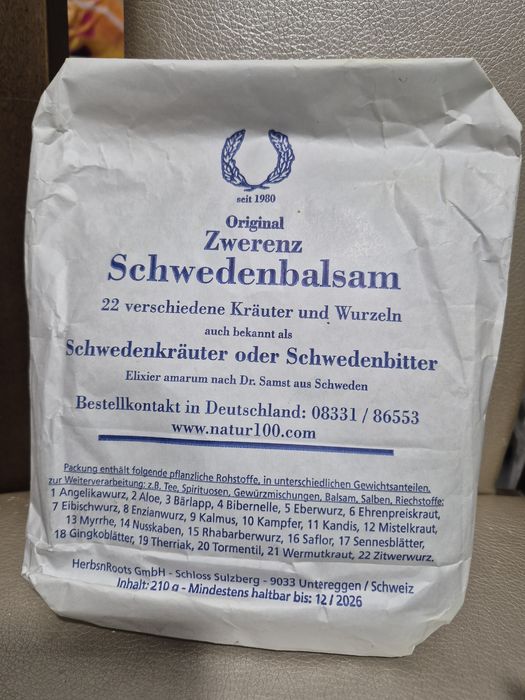 seit 1980
Original
Zwerenz
Schwedenbalsam
22 verschiedene Kräuter und Wurzeln
auch bekannt als
Schwedenkräuter oder Schwedenbitter
Elixier amarum nach Dr. Samst aus Schweden
Bestellkontakt in Deutschland: 08331 / 86553
www.natur100.com
Packung enthält folgende pflanzliche Rohstoffe, in unterschiedlichen Gewichtsanteilen,
zur Weiterverarbeitung: z.B. Tee, Spirituosen, Gewürzmischungen, Balsam, Salben, Riechstoffe:
1 Angelikawurz, 2 Aloe, 3 Bärlapp, 4 Bibernelle, 5 Eberwurz, 6 Ehrenpreiskraut,
7 Eibischwurz, 8 Enzianwurz, 9 Kalmus, 10 Kampfer, 11 Kandis, 12 Mistelkraut,
13 Myrrhe, 14 Nusskaben, 15 Rhabarberwurz, 16 Saflor, 17 Sennesblätter,
18 Gingkoblätter, 19 Therriak, 20 Tormentil, 21 Wermutkraut, 22 Zitwerwurz.
HerbsnRoots GmbH - Schloss Sulzberg - 9033 Untereggen / Schweiz
Inhalt: 210 g - Mindestens haltbar bis: 12 / 2026